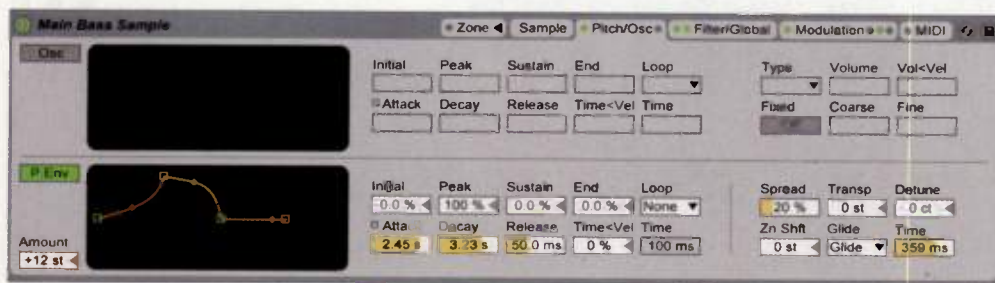 Main Bass Sample
Zone Sample Pitch/Osc Filter/Global Modulation MIDI
Osc
Initial Peak Sustain End Loop Type Volume Vol<Vel
Attack Decay Release Time<Vel Time Fixed Coarse Fine
P Env
Initial Peak Sustain End Loop Spread Transp Detune
0.0 % 100 % 0.0 % 0.0 % None 20 % 0 st 0 ct
Decay Release Time<Vel Time Zn Shft Glide Time
Amount
+12 st
2.45 s 3.23 s 50.0 ms 0 % 100 ms 0 st Glide 359 ms